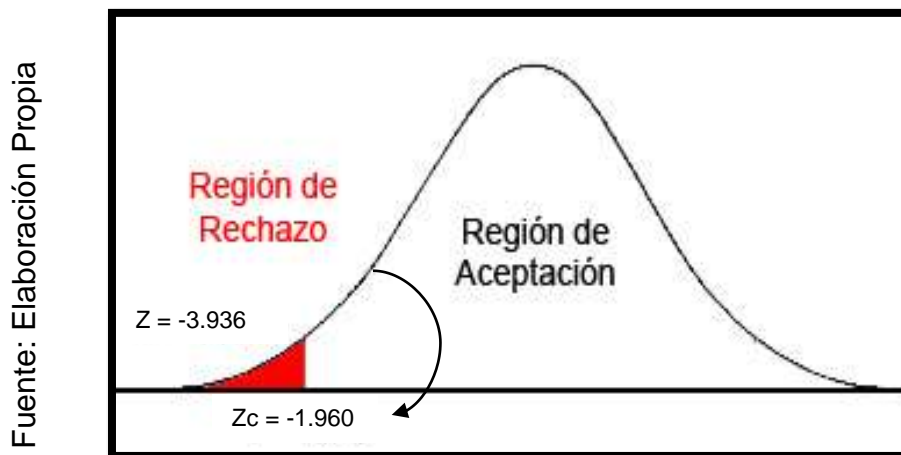 Fuente: Elaboración Propia
Región de
Rechazo
Región de
Aceptación
Z = -3.936
Zc = -1.960